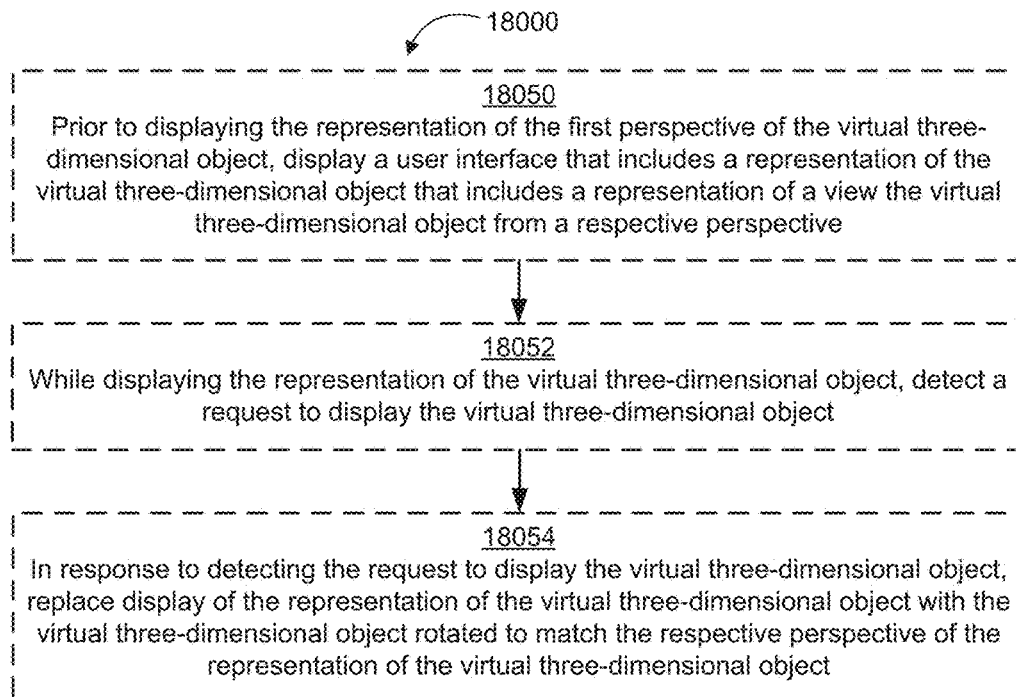 18000
18050
Prior to displaying the representation of the first perspective of the virtual three-
dimensional object, display a user interface that includes a representation of the
virtual three-dimensional object that includes a representation of a view the virtual
three-dimensional object from a respective perspective
18052
While displaying the representation of the virtual three-dimensional object, detect a
request to display the virtual three-dimensional object
18054
In response to detecting the request to display the virtual three-dimensional object,
replace display of the representation of the virtual three-dimensional object with the
virtual three-dimensional object rotated to match the respective perspective of the
representation of the virtual three-dimensional object